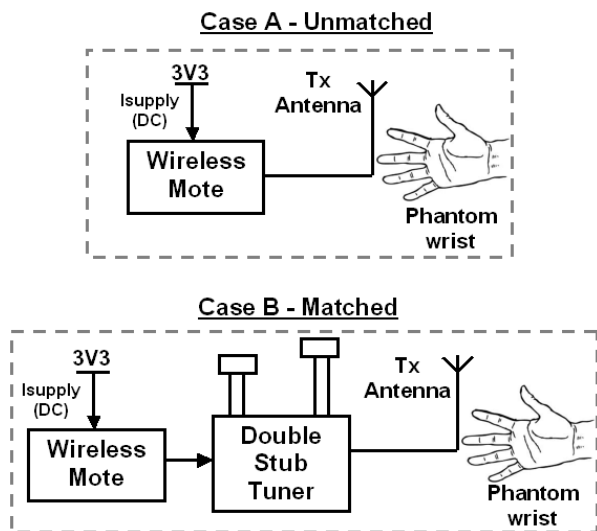 Case A - Unmatched
3V3
Isupply
(DC)
Tx
Antenna
Wireless
Mote
Phantom
wrist
Case B - Matched
3V3
Isupply
(DC)
Tx
Antenna
Wireless
Mote
Double
Stub
Tuner
Phantom
wrist